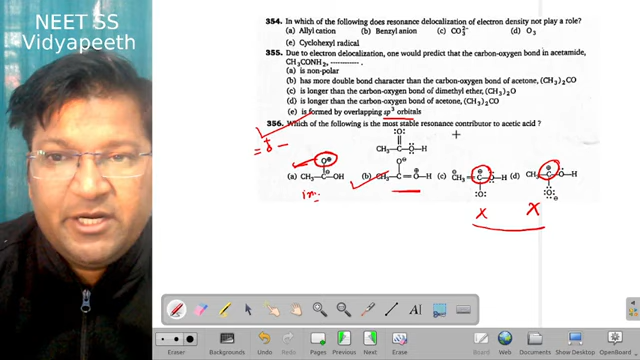 NEET SS
Vidyapeeth
354. In which of the following does resonance delocalization of electron density not play a role?
(a) Allyl cation (b) Benzyl anion (c) CO₃²⁻ (d) O₃
(e) Cyclohexyl radical
355. Due to electron delocalization, one would predict that the carbon-oxygen bond in acetamide,
CH₃CONH₂, -----------.
(a) is non-polar
(b) has more double bond character than the carbon-oxygen bond of acetone, (CH₃)₂CO
(c) is longer than the carbon-oxygen bond of dimethyl ether, (CH₃)₂O
(d) is longer than the carbon-oxygen bond of acetone, (CH₃)₂CO
(e) is formed by overlapping sp³ orbitals
356. Which of the following is the most stable resonance contributor to acetic acid ?
:O:
CH₃—C—O—H
O⊕ O⊖ ⊕
(a) CH₃—C—OH (b) CH₃—C=O—H (c) CH₃=C—O—H (d) CH₃—C—O—H
:O: :O:
x X
Eraser Backgrounds Undo Redo Pages Previous Next Erase Board Web Show Desktop OpenBoard